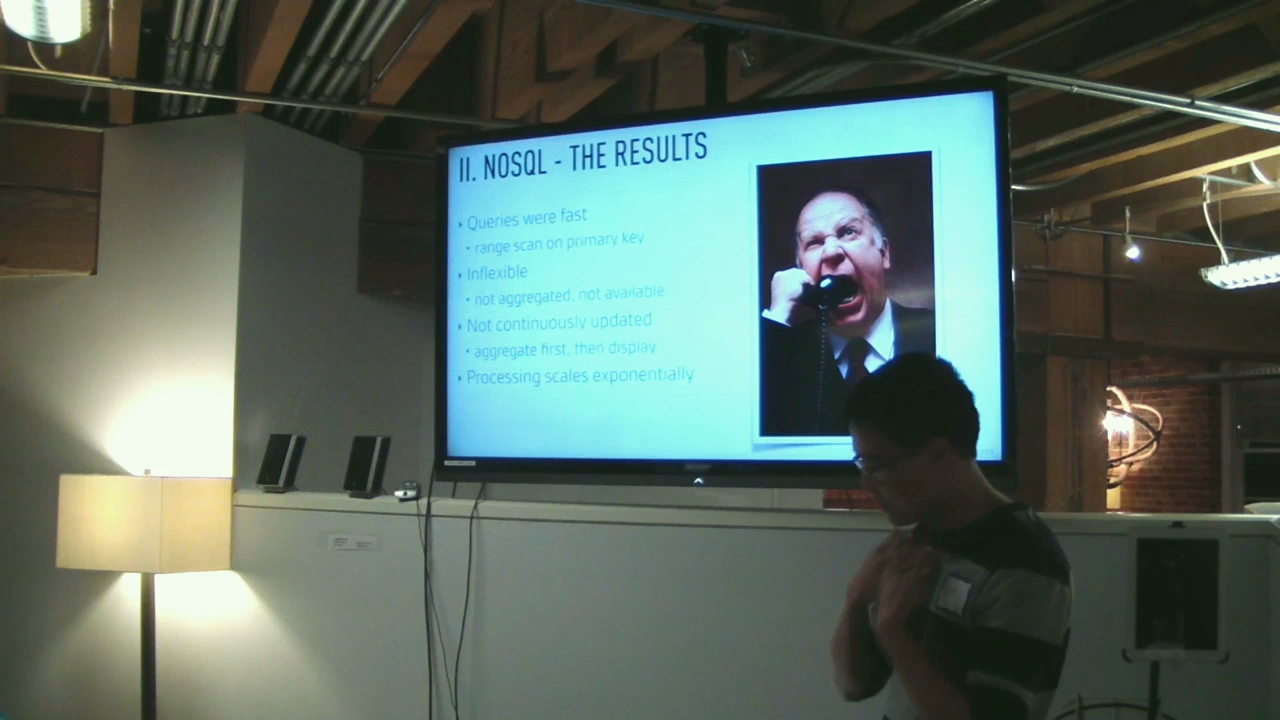 II. NOSQL - THE RESULTS
Queries were fast
range scan on primary key
Inflexible
not aggregated, not available
Not continuously updated
aggregate first, then display
Processing scales exponentially